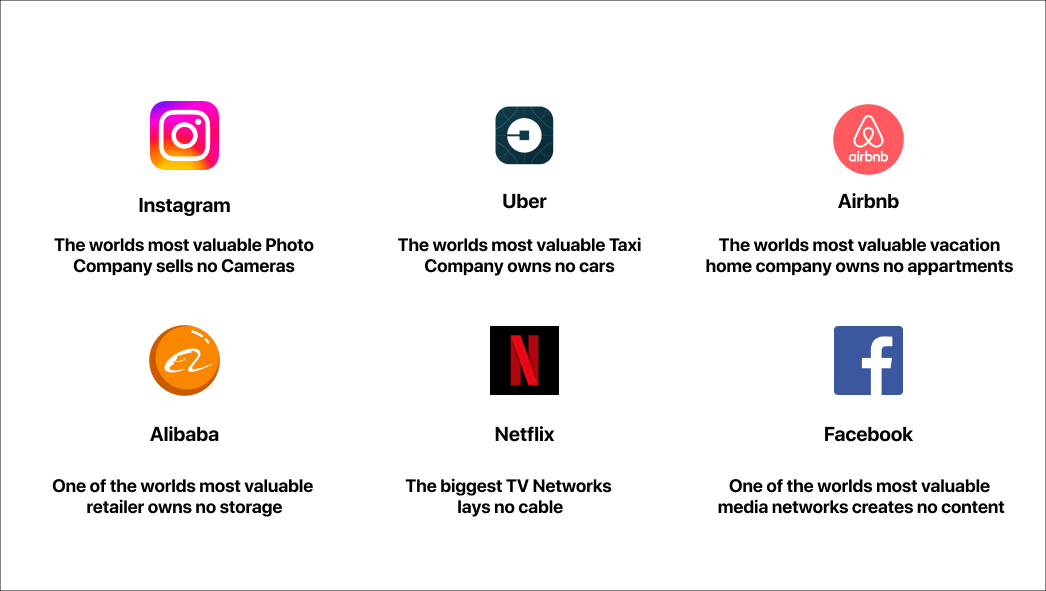 airbnb
Instagram
Uber
Airbnb
The worlds most valuable Photo
Company sells no Cameras
The worlds most valuable Taxi
Company owns no cars
The worlds most valuable vacation
home company owns no appartments
Alibaba
Netflix
Facebook
One of the worlds most valuable
retailer owns no storage
The biggest TV Networks
lays no cable
One of the worlds most valuable
media networks creates no content